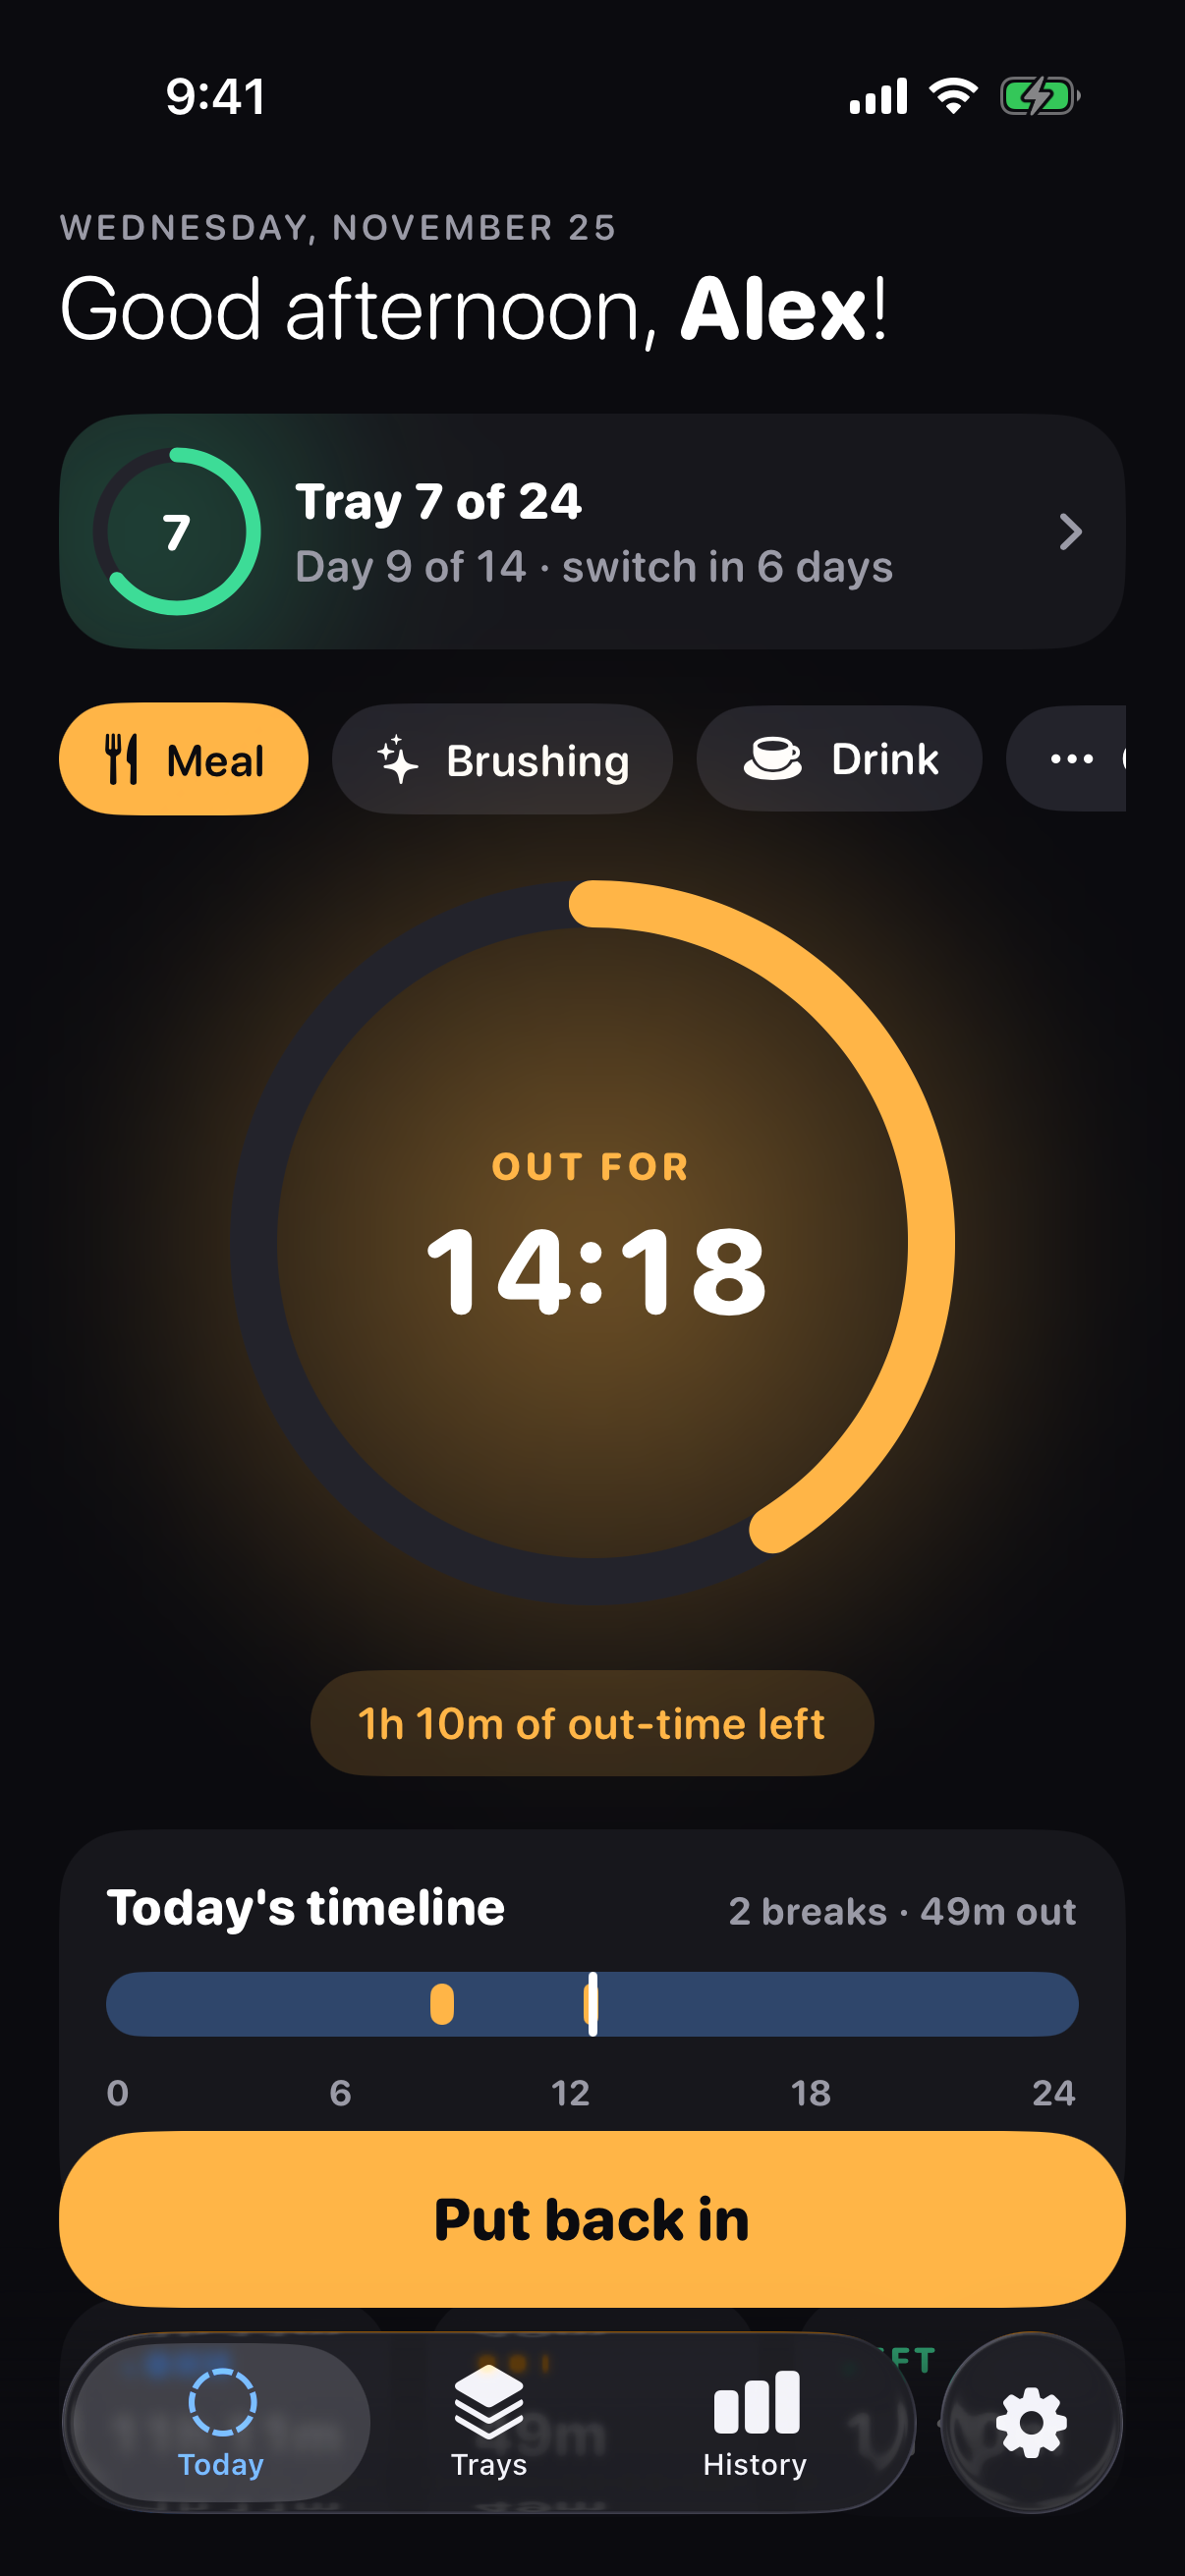 9:41
WEDNESDAY, NOVEMBER 25
Good afternoon, Alex!
7
Tray 7 of 24
Day 9 of 14 · switch in 6 days
Meal
Brushing
Drink
OUT FOR
14:18
1h 10m of out-time left
Today's timeline
2 breaks · 49m out
0 6 12 18 24
Put back in
Today
Trays
History